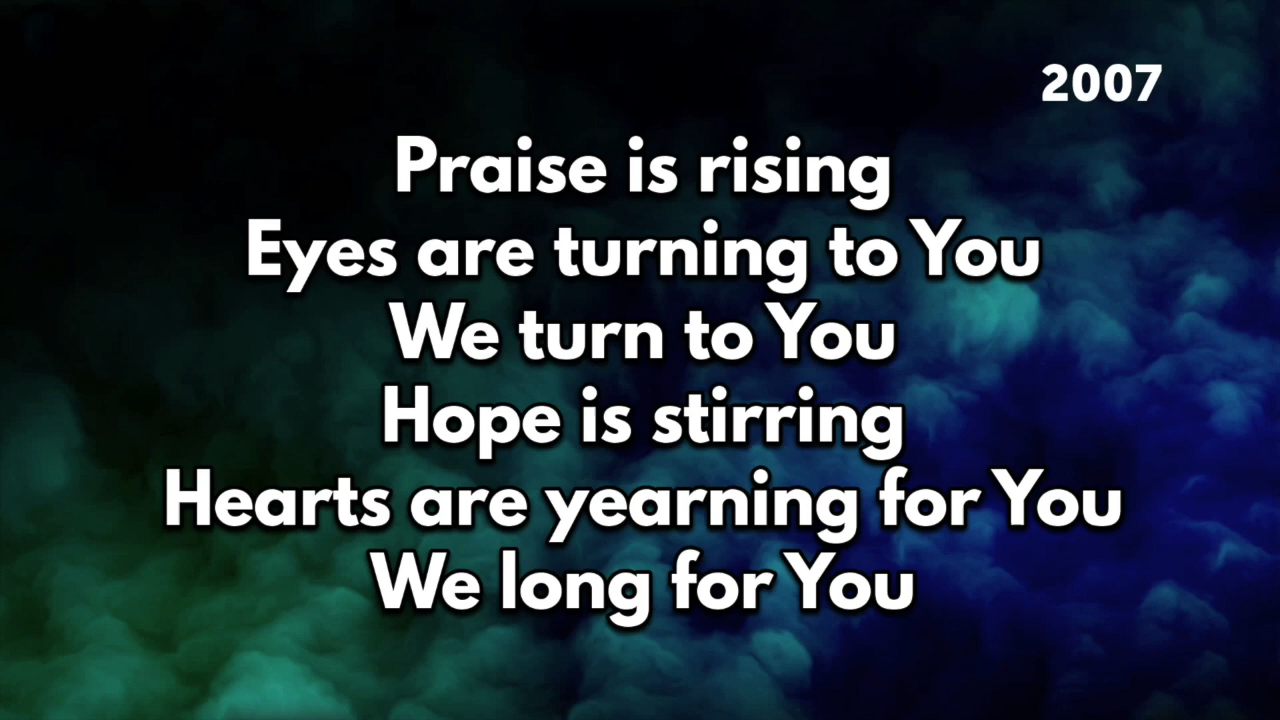 2007
Praise is rising
Eyes are turning to You
We turn to You
Hope is stirring
Hearts are yearning for You
We long for You